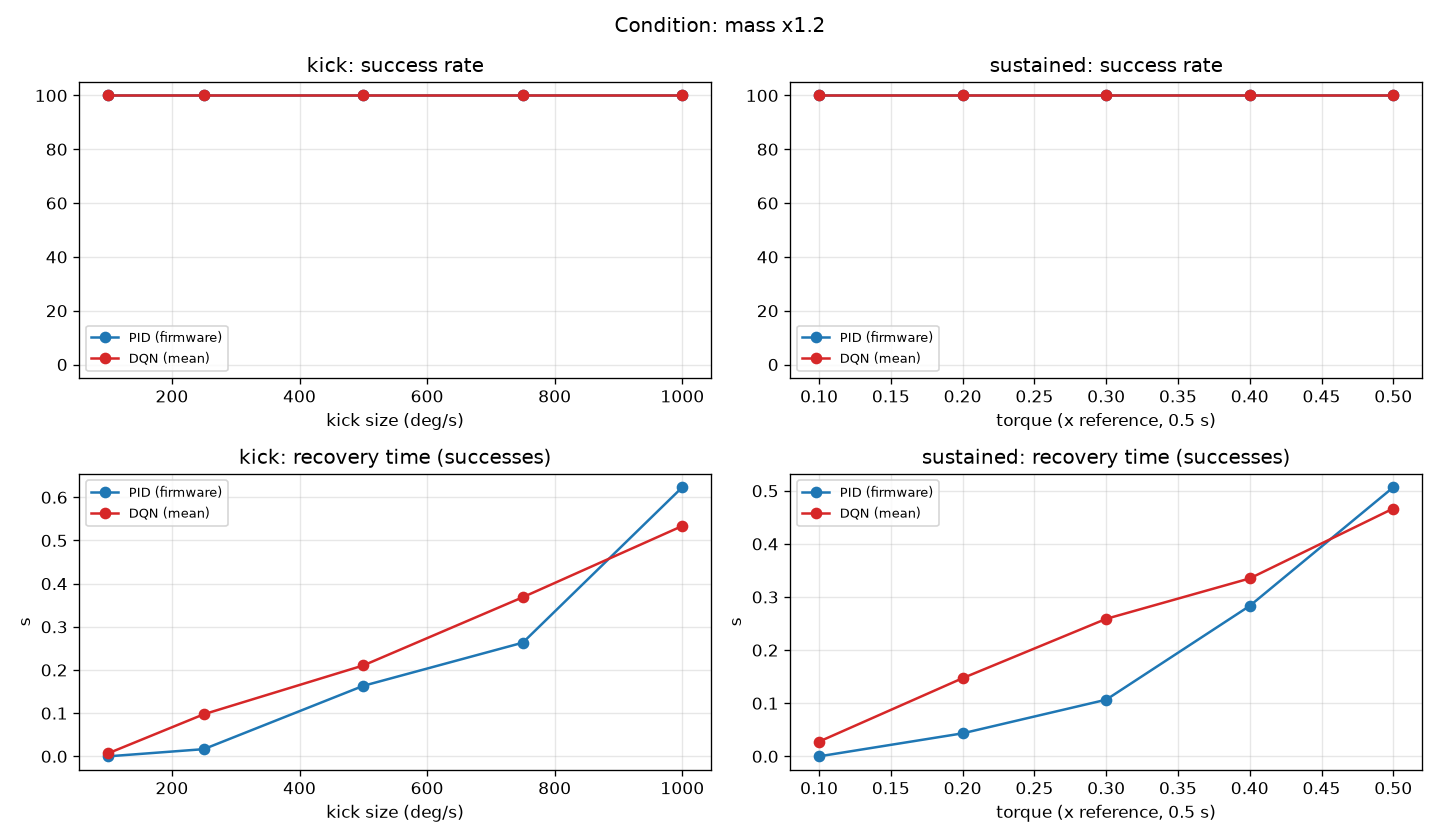 Condition: mass x1.2
kick: success rate
100
80
60
40
20
0
PID (firmware)
DQN (mean)
200 400 600 800 1000
kick size (deg/s)
sustained: success rate
100
80
60
40
20
0
PID (firmware)
DQN (mean)
0.10 0.15 0.20 0.25 0.30 0.35 0.40 0.45 0.50
torque (x reference, 0.5 s)
kick: recovery time (successes)
s
0.6
0.5
0.4
0.3
0.2
0.1
0.0
PID (firmware)
DQN (mean)
200 400 600 800 1000
kick size (deg/s)
sustained: recovery time (successes)
s
0.5
0.4
0.3
0.2
0.1
0.0
PID (firmware)
DQN (mean)
0.10 0.15 0.20 0.25 0.30 0.35 0.40 0.45 0.50
torque (x reference, 0.5 s)